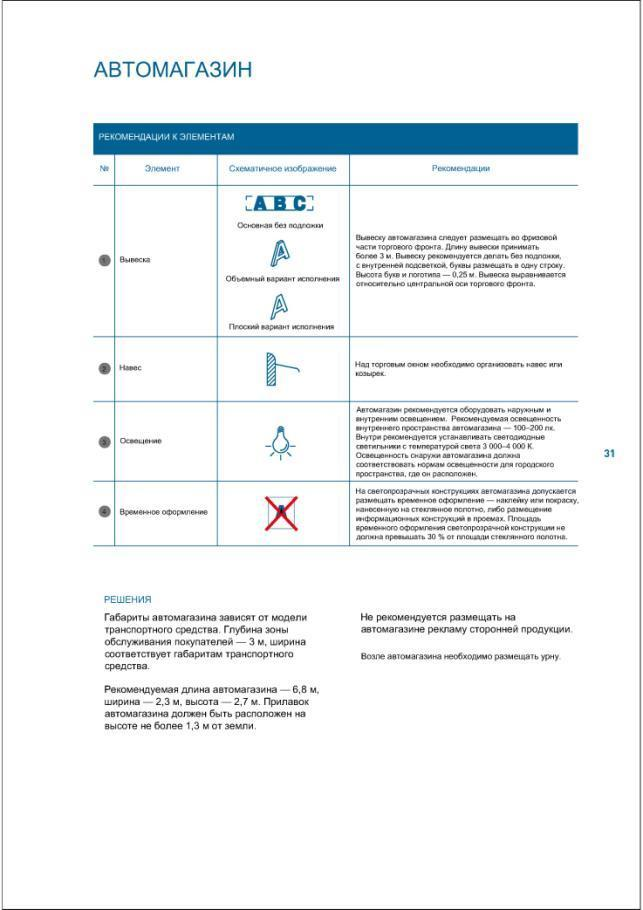 АВТОМАГАЗИН
РЕКОМЕНДАЦИИ К ЭЛЕМЕНТАМ
№ Элемент Схематичное изображение Рекомендации
1 Вывеска
A B C
Основная без подложки
A
Объемный вариант исполнения
A
Плоский вариант исполнения
Вывеску автомагазина следует размещать во фризовой
части торгового фронта. Длину вывески принимать
более 3 м. Вывеску рекомендуется делать без подложки,
с внутренней подсветкой, буквы размещать в одну строку.
Высота букв и логотипа — 0,25 м. Вывеска выравнивается
относительно центральной оси торгового фронта.
2 Навес
Над торговым окном необходимо организовать навес или
козырек.
3 Освещение
Автомагазин рекомендуется оборудовать наружным и
внутренним освещением. Рекомендуемая освещенность
внутреннего пространства автомагазина — 100–200 лк.
Внутри рекомендуется устанавливать светодиодные
светильники с температурой света 3 000–4 000 К.
Освещенность снаружи автомагазина должна
соответствовать нормам освещенности для городского
пространства, где он расположен.
31
4 Временное оформление
A
На светопрозрачных конструкциях автомагазина допускается
размещать временное оформление — наклейку или покраску,
нанесенную на стеклянное полотно, либо размещение
информационных конструкций в проемах. Площадь
временного оформления светопрозрачной конструкции не
должна превышать 30 % от площади стеклянного полотна.
РЕШЕНИЯ
Габариты автомагазина зависят от модели
транспортного средства. Глубина зоны
обслуживания покупателей — 3 м, ширина
соответствует габаритам транспортного
средства.
Рекомендуемая длина автомагазина — 6,8 м,
ширина — 2,3 м, высота — 2,7 м. Прилавок
автомагазина должен быть расположен на
высоте не более 1,3 м от земли.
Не рекомендуется размещать на
автомагазине рекламу сторонней продукции.
Возле автомагазина необходимо размещать урну.